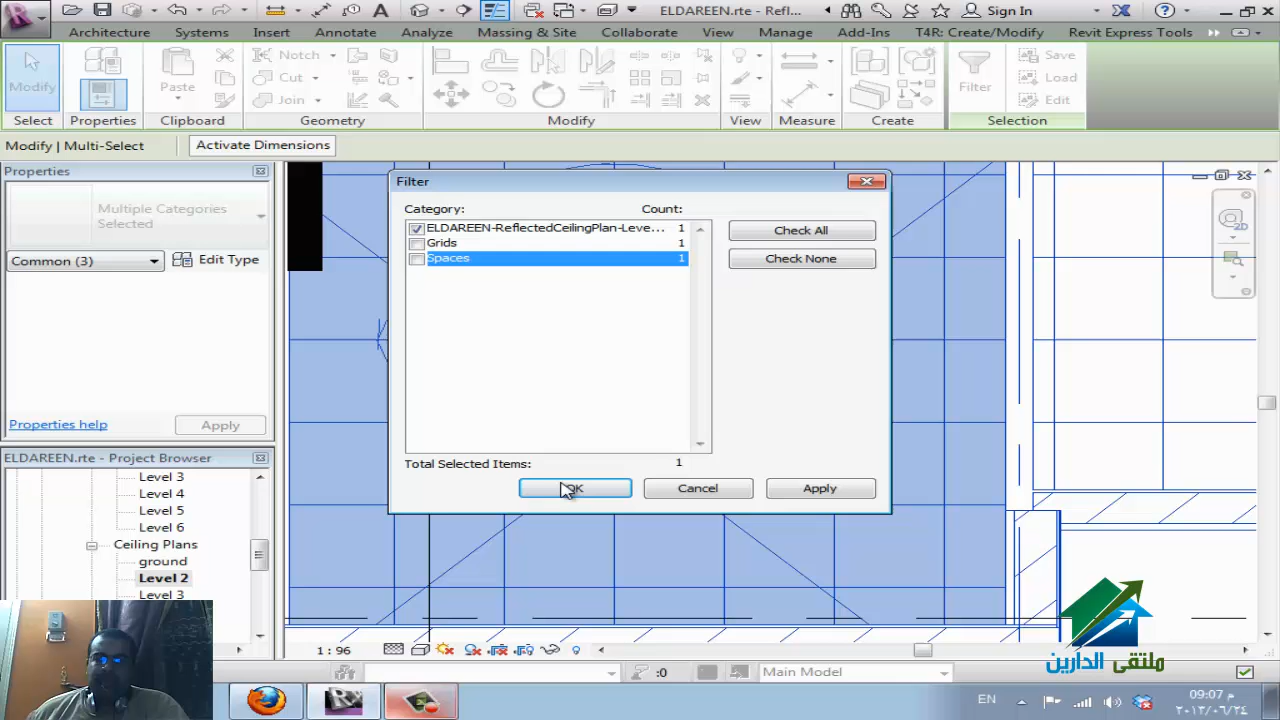 ELDAREEN.rte - Refl...
Sign In
Architecture Systems Insert Annotate Analyze Massing & Site Collaborate View Manage Add-Ins T4R: Create/Modify Revit Express Tools
Modify
Paste
Notch
Cut
Join
Filter
Save
Load
Edit
Select Properties Clipboard Geometry Modify View Measure Create Selection
Modify | Multi-Select
Activate Dimensions
Properties
Multiple Categories
Selected
Common (3)
Edit Type
Properties help
Apply
Filter
Category:
Count:
ELDAREEN-ReflectedCeilingPlan-Leve... 1
Grids 1
Spaces 1
Check All
Check None
Total Selected Items: 1
OK
Cancel
Apply
2D
ELDAREEN.rte - Project Browser
Level 3
Level 4
Level 5
Level 6
Ceiling Plans
ground
Level 2
Level 3
1 : 96
:0
Main Model
ملتقى الدارين
EN
09:07 م
٢٠١٣/٠٦/٢٤